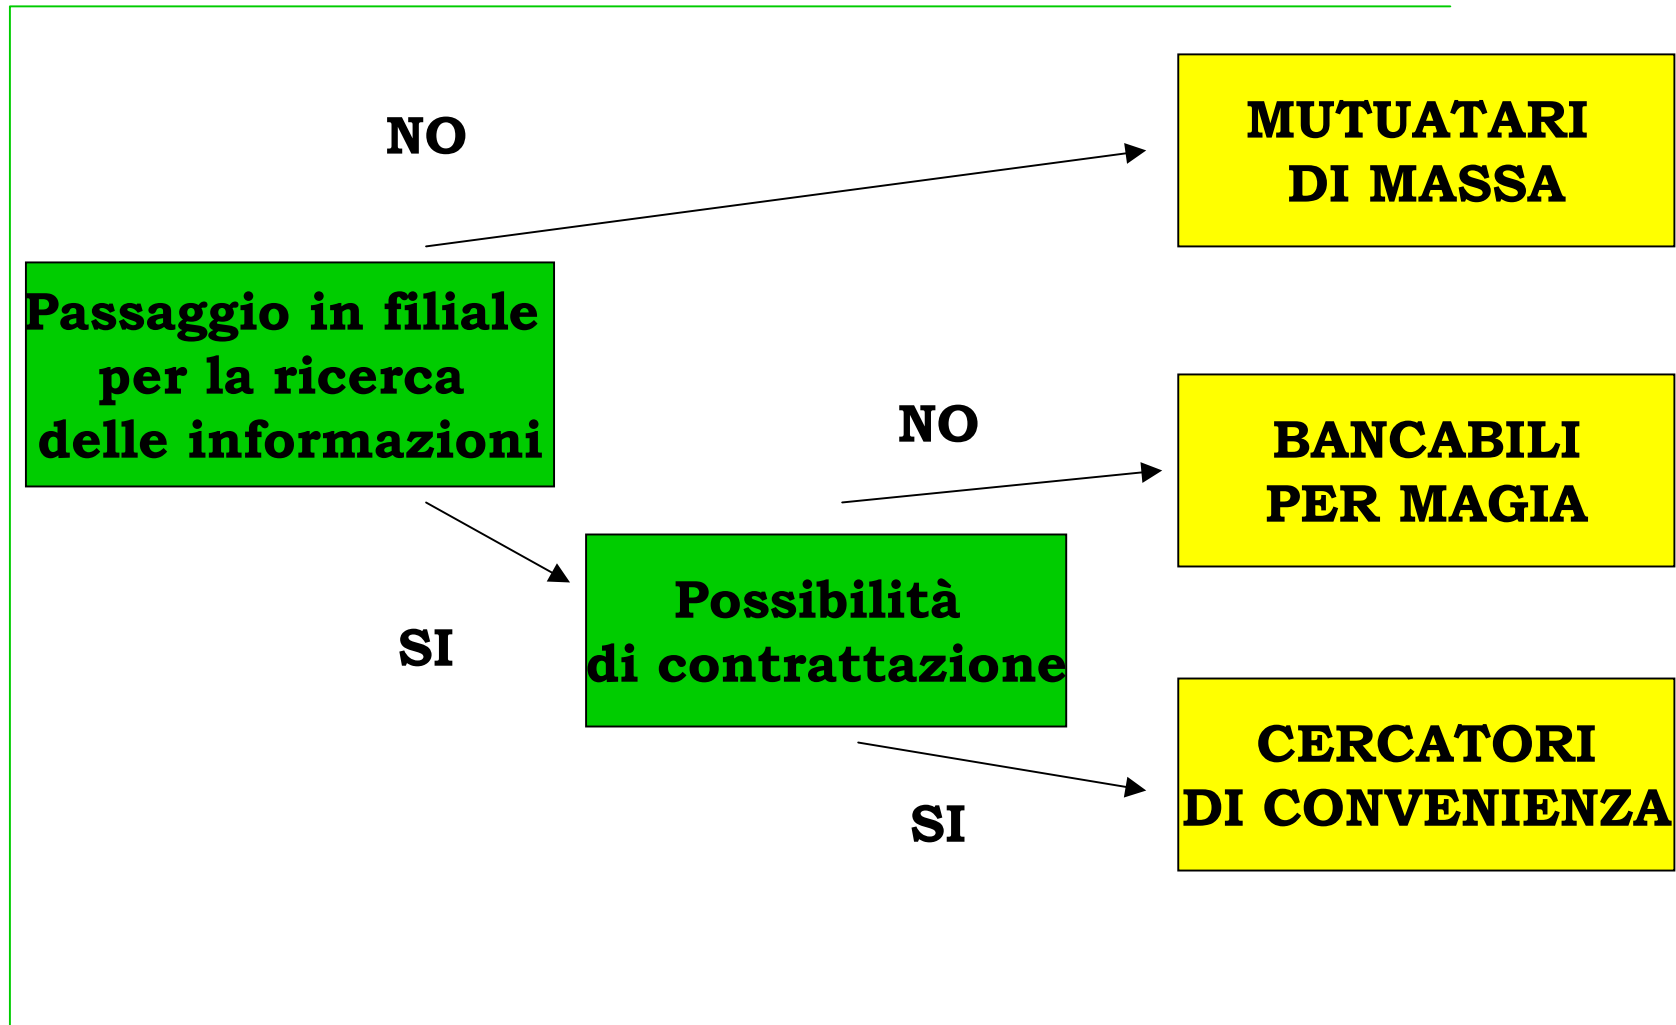 NO
MUTUATARI
DI MASSA
Passaggio in filiale
per la ricerca
delle informazioni
NO
BANCABILI
PER MAGIA
SI
Possibilità
di contrattazione
SI
CERCATORI
DI CONVENIENZA